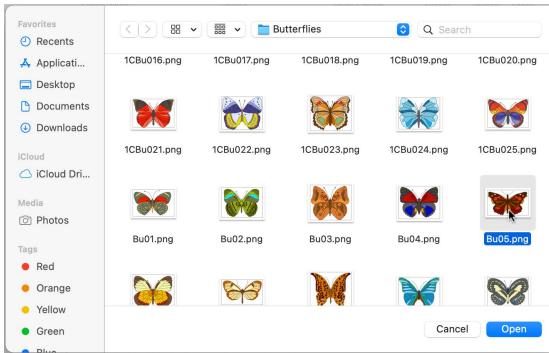 Favorites
Recents
Applicati...
Desktop
Documents
Downloads
iCloud
iCloud Dri...
Media
Photos
Tags
Red
Orange
Yellow
Green
Blue
Butterflies
Search
1CBu016.png 1CBu017.png 1CBu018.png 1CBu019.png 1CBu020.png
1CBu021.png 1CBu022.png 1CBu023.png 1CBu024.png 1CBu025.png
Bu01.png Bu02.png Bu03.png Bu04.png Bu05.png
Cancel Open